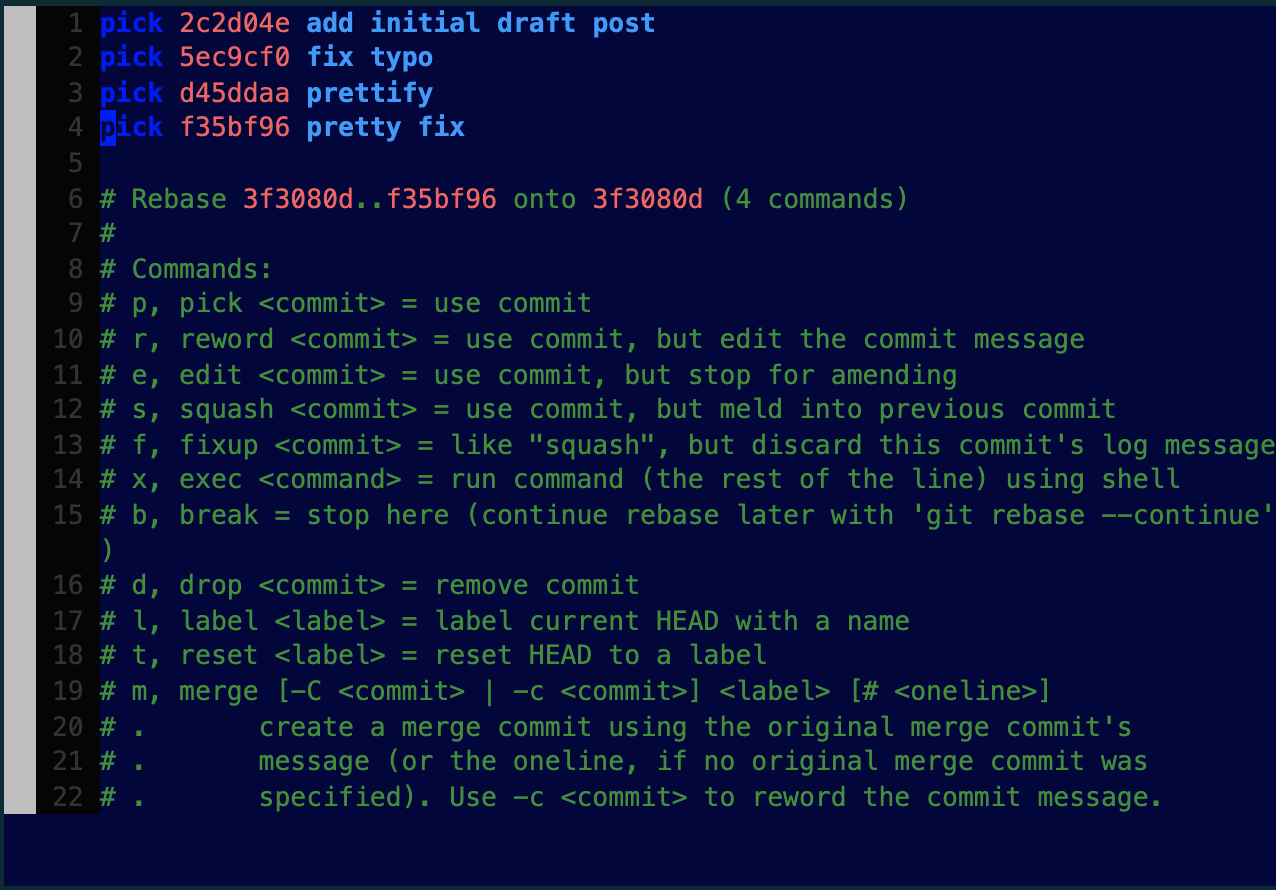 1 pick 2c2d04e add initial draft post
2 pick 5ec9cf0 fix typo
3 pick d45ddaa prettify
4 pick f35bf96 pretty fix
5
6 # Rebase 3f3080d..f35bf96 onto 3f3080d (4 commands)
7 #
8 # Commands:
9 # p, pick <commit> = use commit
10 # r, reword <commit> = use commit, but edit the commit message
11 # e, edit <commit> = use commit, but stop for amending
12 # s, squash <commit> = use commit, but meld into previous commit
13 # f, fixup <commit> = like "squash", but discard this commit's log message
14 # x, exec <command> = run command (the rest of the line) using shell
15 # b, break = stop here (continue rebase later with 'git rebase --continue'
)
16 # d, drop <commit> = remove commit
17 # l, label <label> = label current HEAD with a name
18 # t, reset <label> = reset HEAD to a label
19 # m, merge [-C <commit> | -c <commit>] <label> [# <oneline>]
20 # .       create a merge commit using the original merge commit's
21 # .       message (or the oneline, if no original merge commit was
22 # .       specified). Use -c <commit> to reword the commit message.